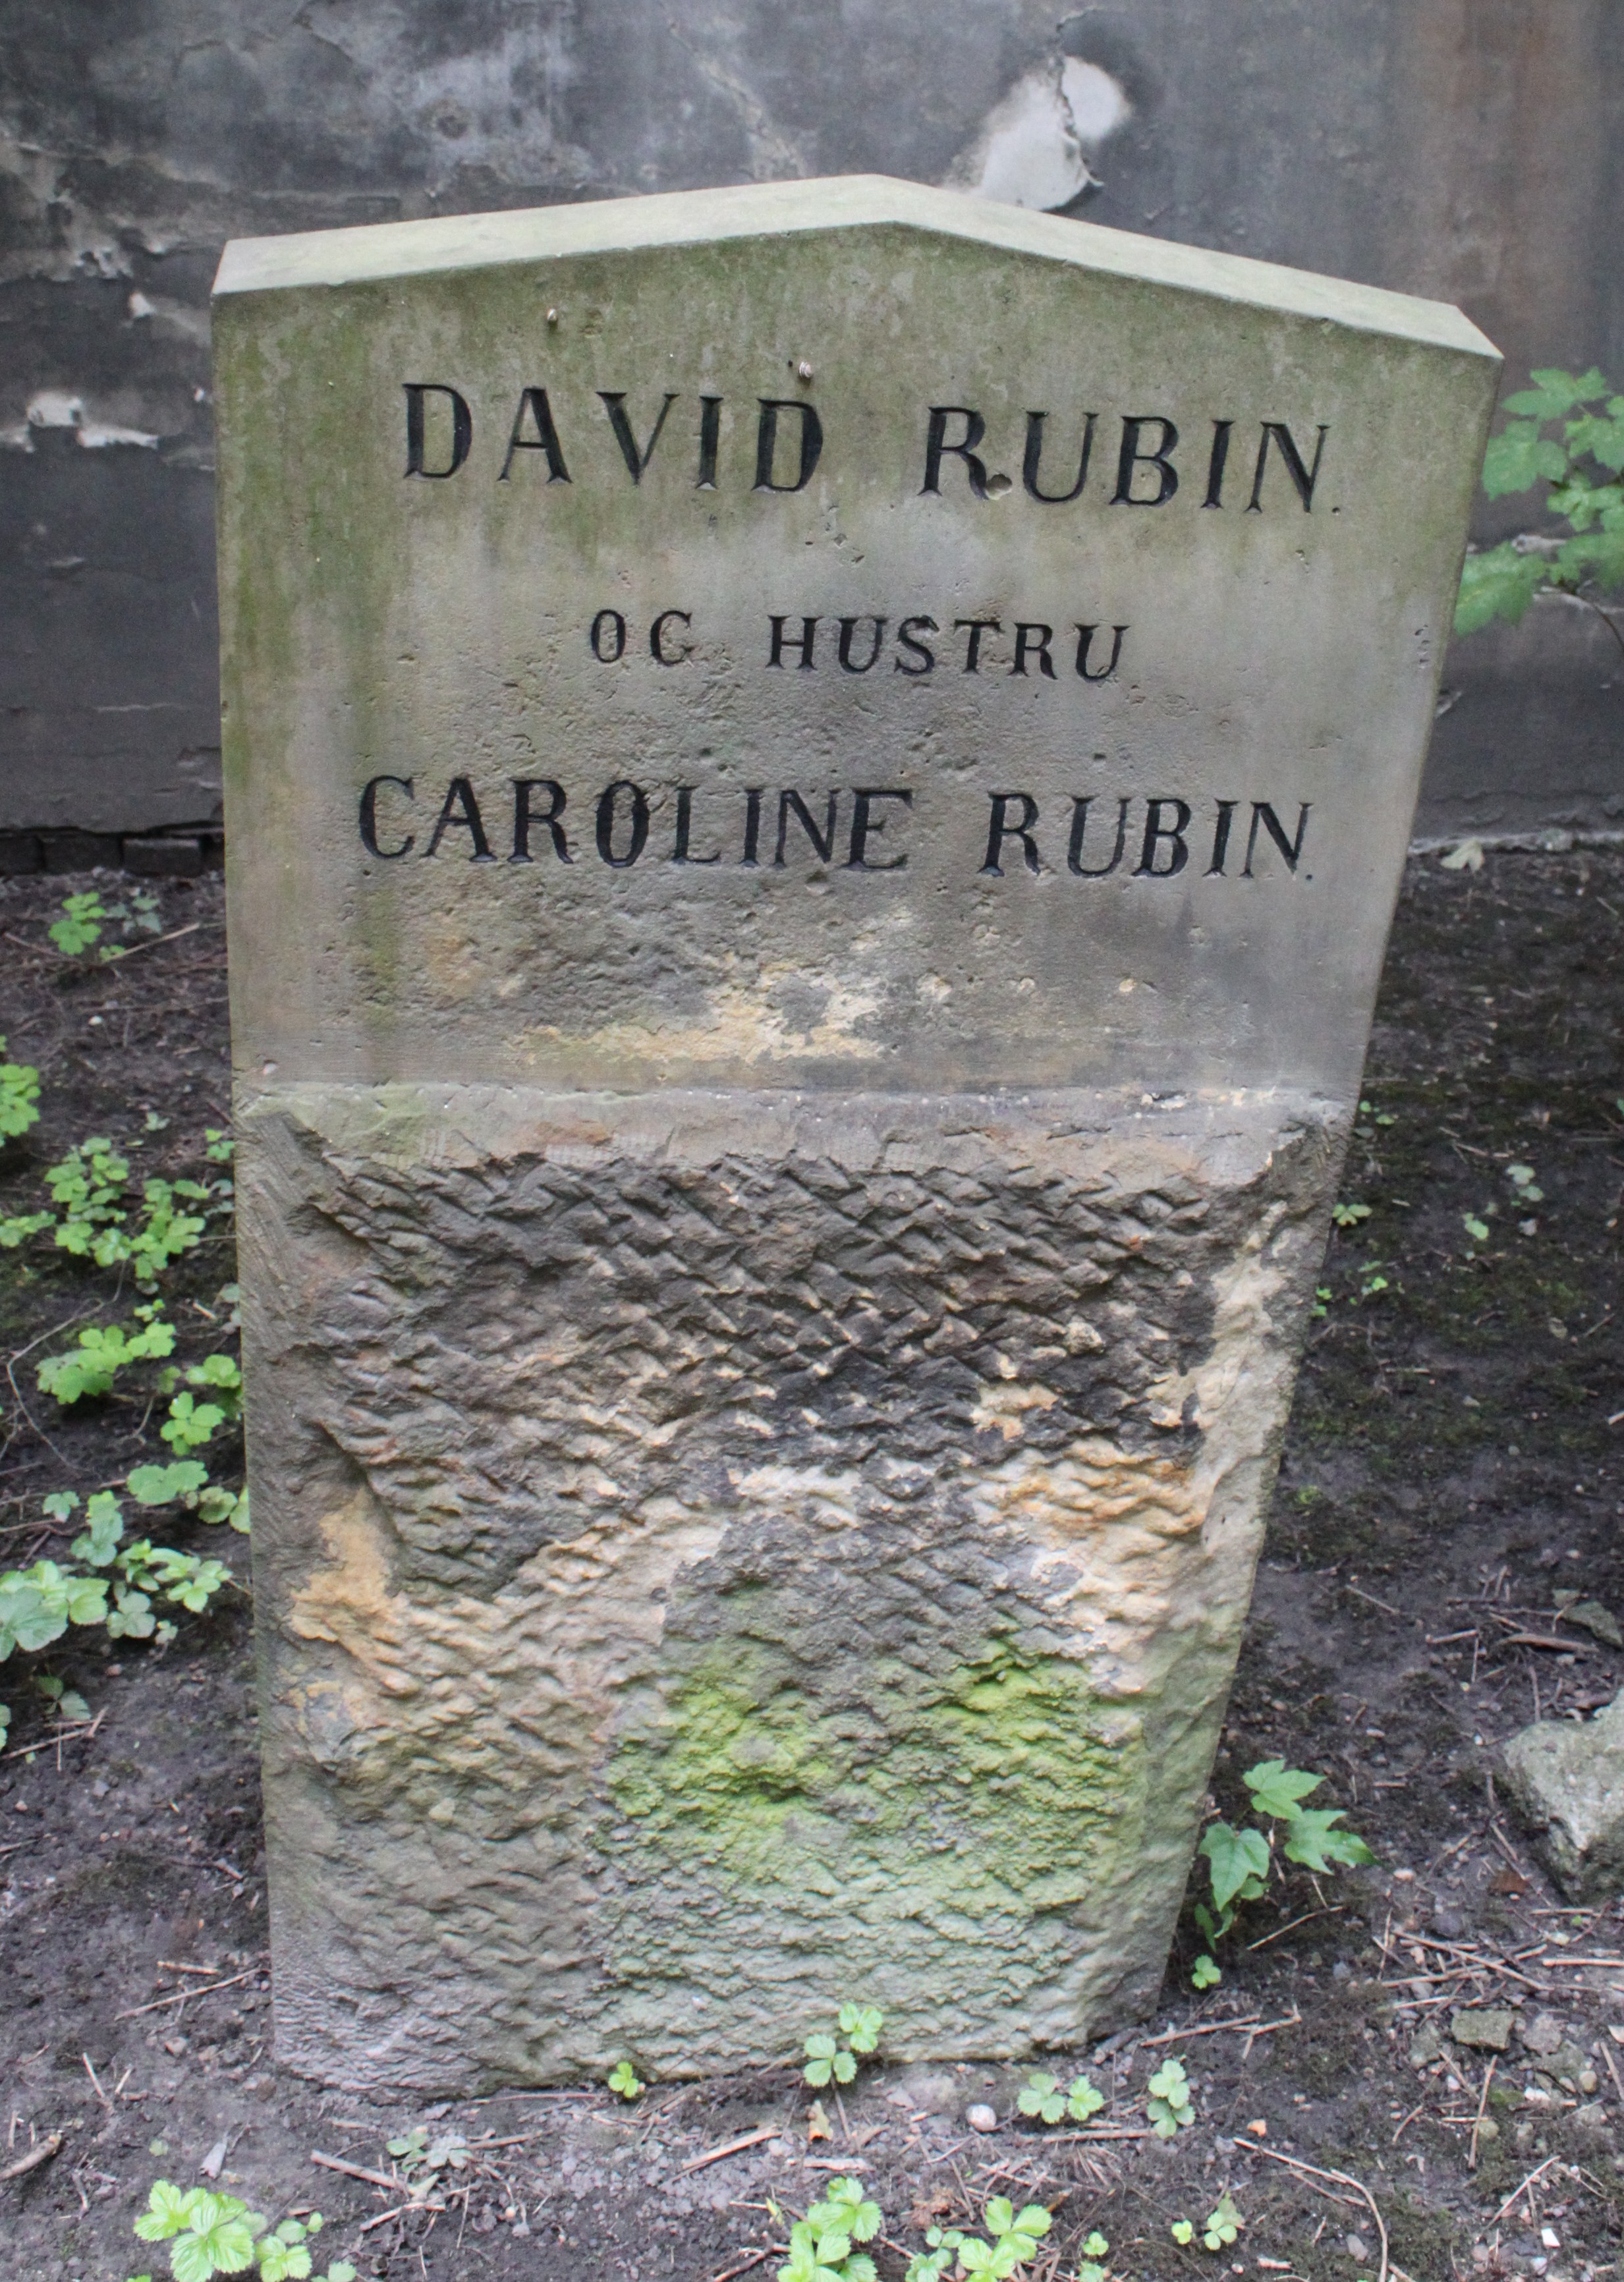 DAVID RUBIN.
OG HUSTRU
CAROLINE RUBIN.